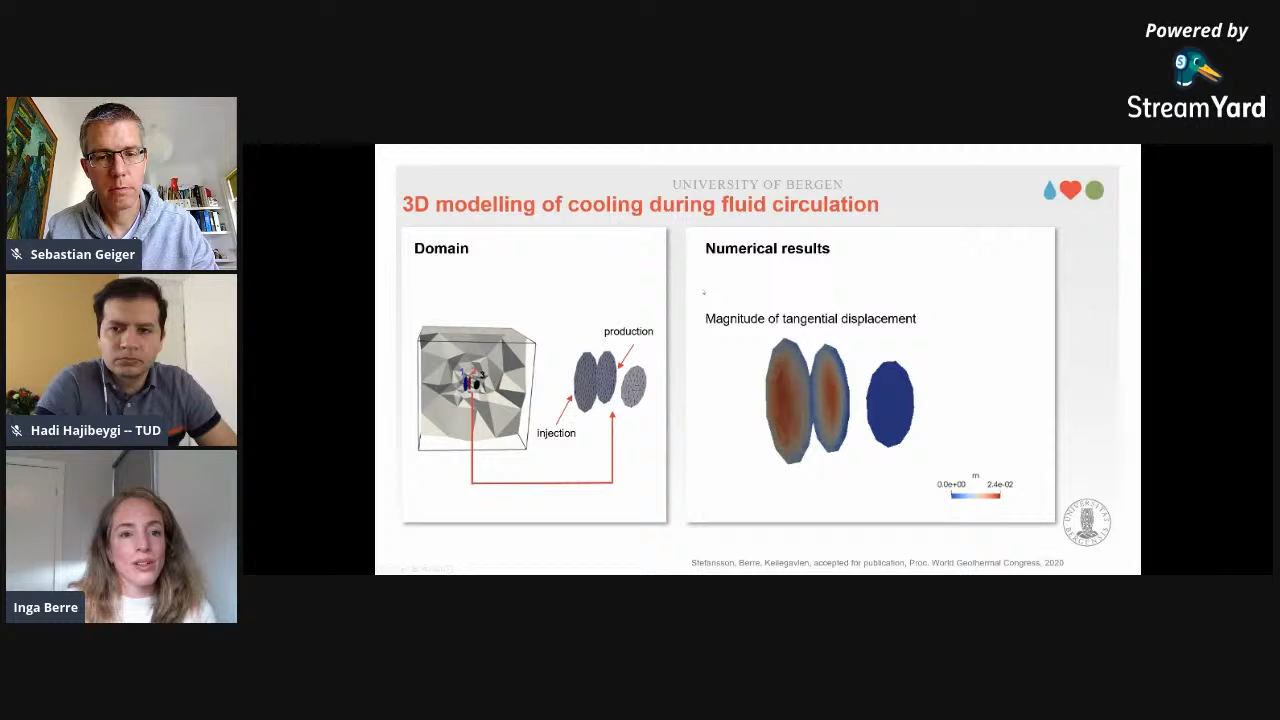 Powered by
StreamYard
Sebastian Geiger
Hadi Hajibeygi -- TUD
Inga Berre
UNIVERSITY OF BERGEN
3D modelling of cooling during fluid circulation
Domain
production
injection
Numerical results
Magnitude of tangential displacement
m
0.0e+00 2.4e-02
Stefansson, Berre, Keilegavlen, accepted for publication, Proc. World Geothermal Congress, 2020